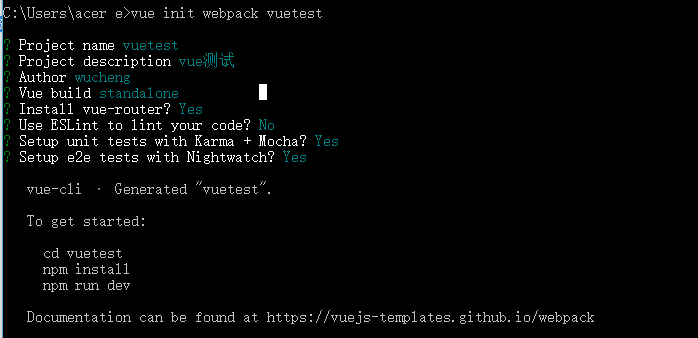 C:\Users\acer e>vue init webpack vuetest
? Project name vuetest
? Project description vue测试
? Author wucheng
? Vue build standalone
? Install vue-router? Yes
? Use ESLint to lint your code? No
? Setup unit tests with Karma + Mocha? Yes
? Setup e2e tests with Nightwatch? Yes
vue-cli · Generated "vuetest".
To get started:
cd vuetest
npm install
npm run dev
Documentation can be found at https://vuejs-templates.github.io/webpack